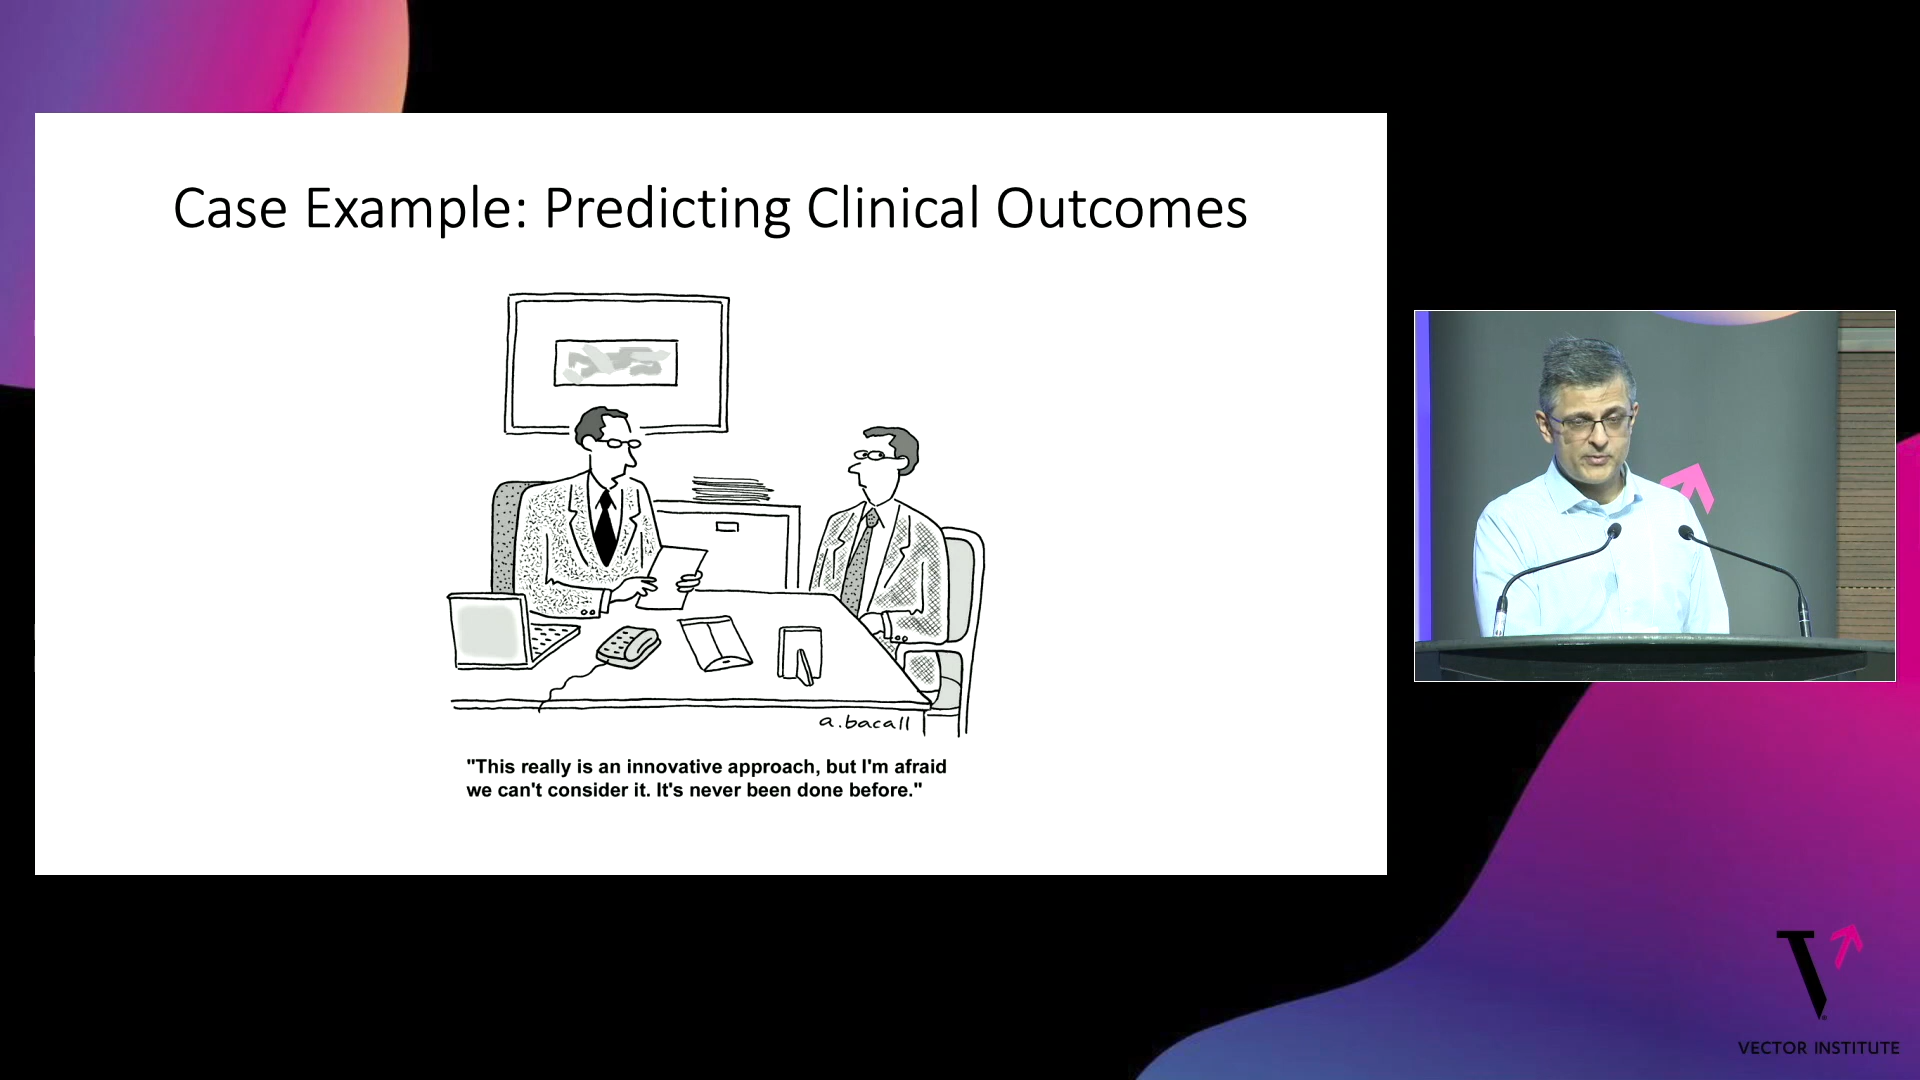 Case Example: Predicting Clinical Outcomes
a.bacall
"This really is an innovative approach, but I'm afraid
we can't consider it. It's never been done before."
VECTOR INSTITUTE